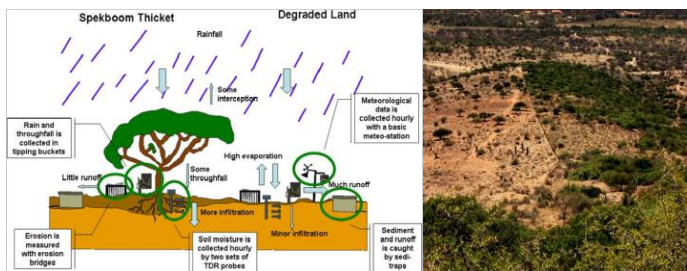 Spekboom Thicket
Degraded Land
Rainfall
Some
interception
Meteorological
data is
collected hourly
with a basic
meteo-station
Rain and
throughfall is
collected in
tipping buckets
Some
throughfall
High evaporation
Little runoff
Much runoff
More infiltration
Minor infiltration
Erosion is
measured with
erosion
bridges
Soil moisture is
collected hourly
by two sets of
TDR probes
Sediment
and runoff
is caught
by sedi-
traps